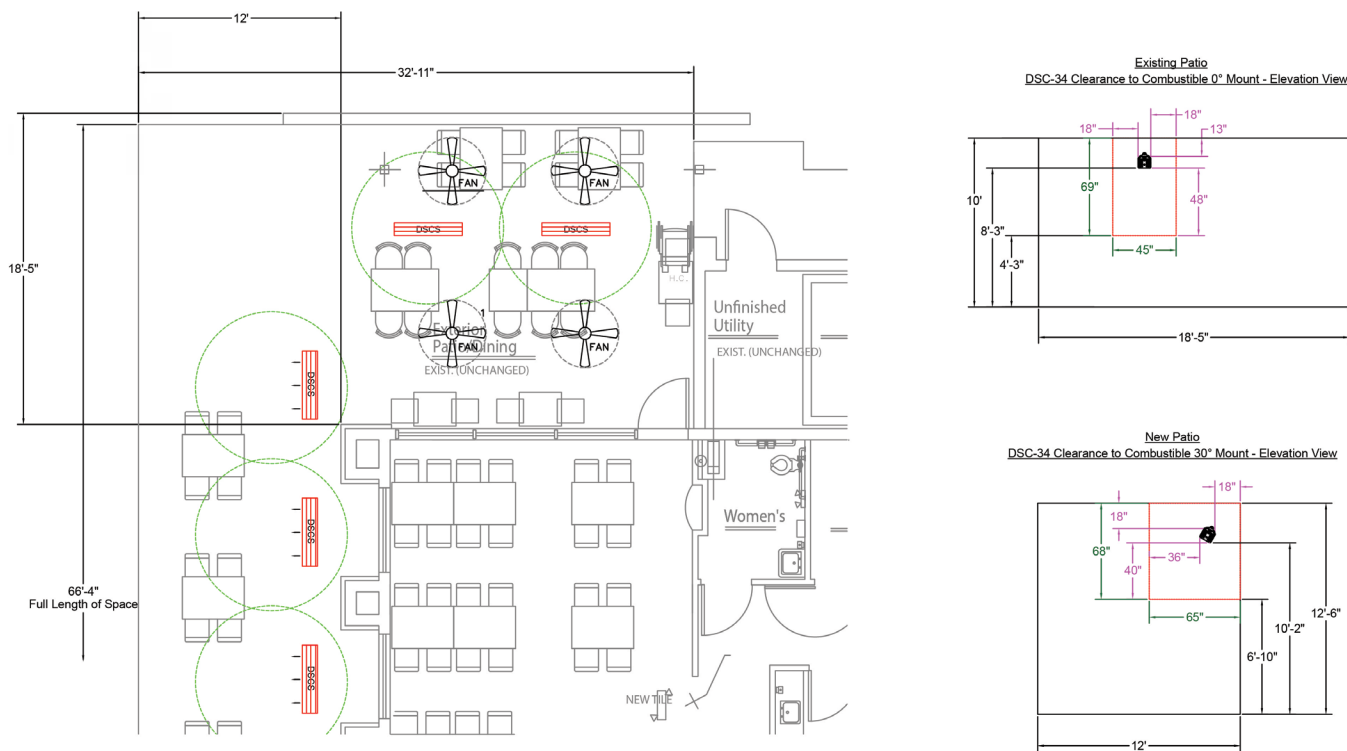 12'
32'-11"
18'-5"
66'-4"
Full Length of Space
FAN
FAN
DSCS
DSCS
H.C.
1
Exterior
Patio/Dining
EXIST. (UNCHANGED)
FAN
FAN
Unfinished
Utility
EXIST. (UNCHANGED)
DSCS
DSCS
DSCS
Women's
NEW TILE
Existing Patio
DSC-34 Clearance to Combustible 0° Mount - Elevation View
18"
18"
13"
69"
48"
45"
10'
8'-3"
4'-3"
18'-5"
New Patio
DSC-34 Clearance to Combustible 30° Mount - Elevation View
18"
18"
68"
36"
40"
65"
12'-6"
10'-2"
6'-10"
12'